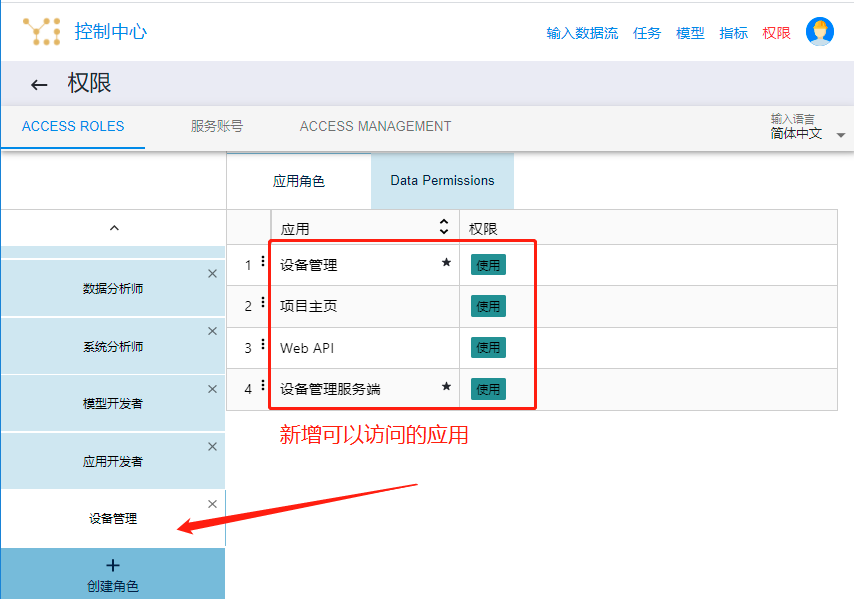 控制中心
输入数据流 任务 模型 指标 权限
← 权限
ACCESS ROLES 服务账号 ACCESS MANAGEMENT
输入语言
简体中文
应用角色 Data Permissions
应用 权限
1 设备管理 ★ 使用
2 项目主页 使用
3 Web API 使用
4 设备管理服务端 ★ 使用
新增可以访问的应用
数据分析师
系统分析师
模型开发者
应用开发者
设备管理
+
创建角色